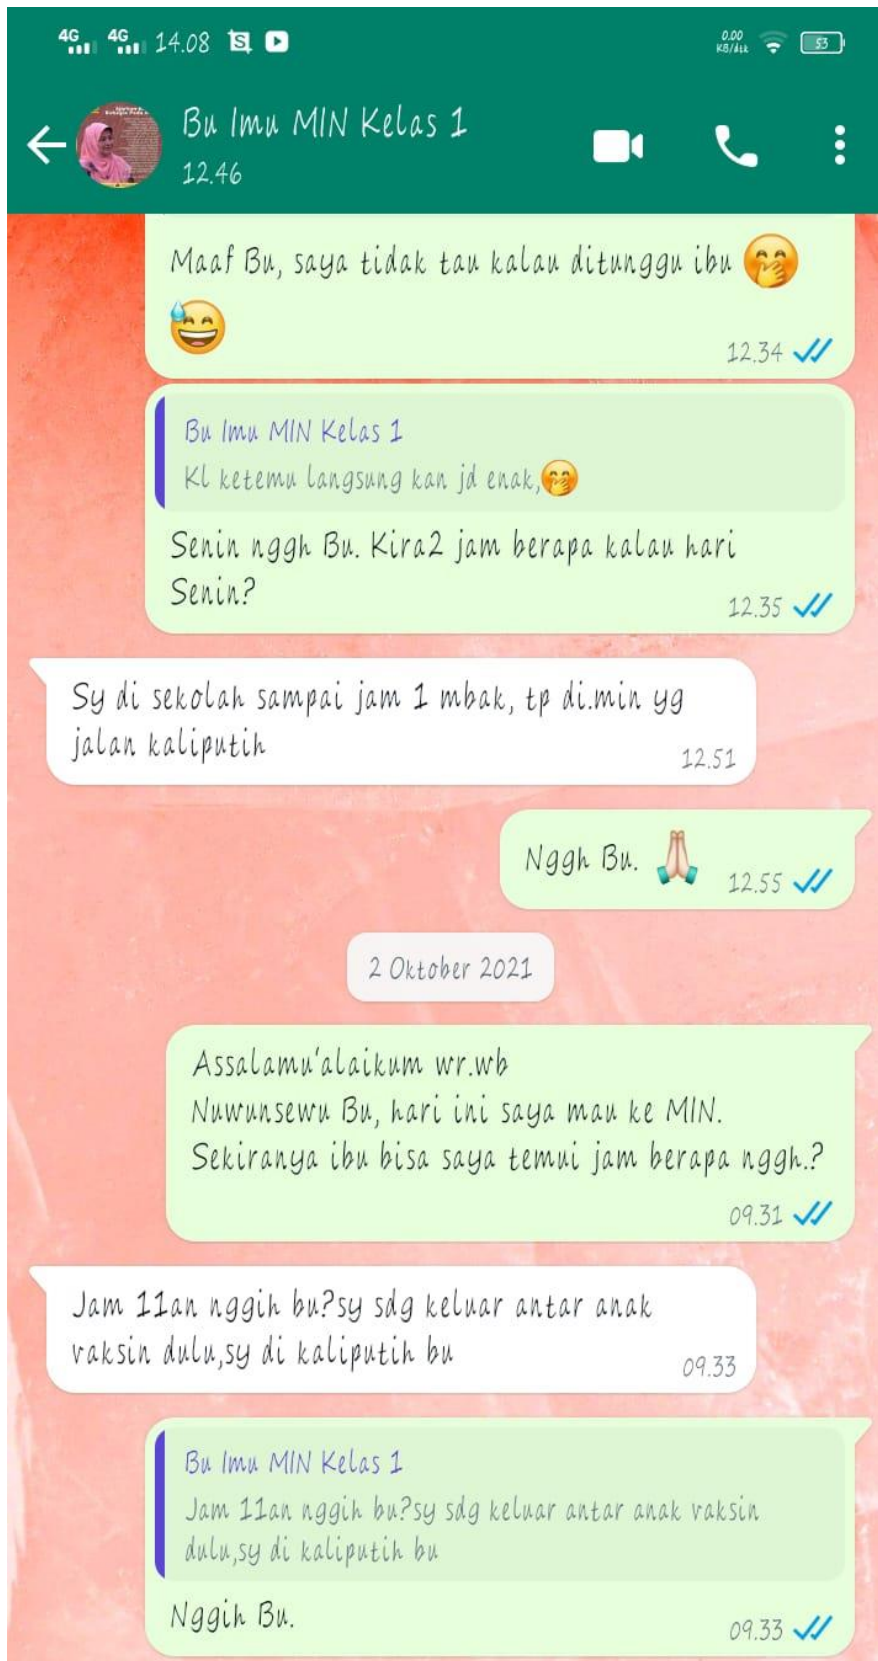 4G 4G 14.08 S
0.00 KB/dtk 53
Bu Imu MIN Kelas 1
12.46
Maaf Bu, saya tidak tau kalau ditunggu ibu 🤭
😅
12.34
Bu Imu MIN Kelas 1
Kl ketemu langsung kan jd enak,🤭
Senin nggh Bu. Kira2 jam berapa kalau hari
Senin?
12.35
Sy di sekolah sampai jam 1 mbak, tp di.min yg
jalan kaliputih
12.51
Nggh Bu. 🙏🏻
12.55
2 Oktober 2021
Assalamu'alaikum wr.wb
Nuwunsewu Bu, hari ini saya mau ke MIN.
Sekiranya ibu bisa saya temui jam berapa nggh.?
09.31
Jam 11an nggih bu?sy sdg keluar antar anak
vaksin dulu,sy di kaliputih bu
09.33
Bu Imu MIN Kelas 1
Jam 11an nggih bu?sy sdg keluar antar anak vaksin
dulu,sy di kaliputih bu
Nggih Bu.
09.33